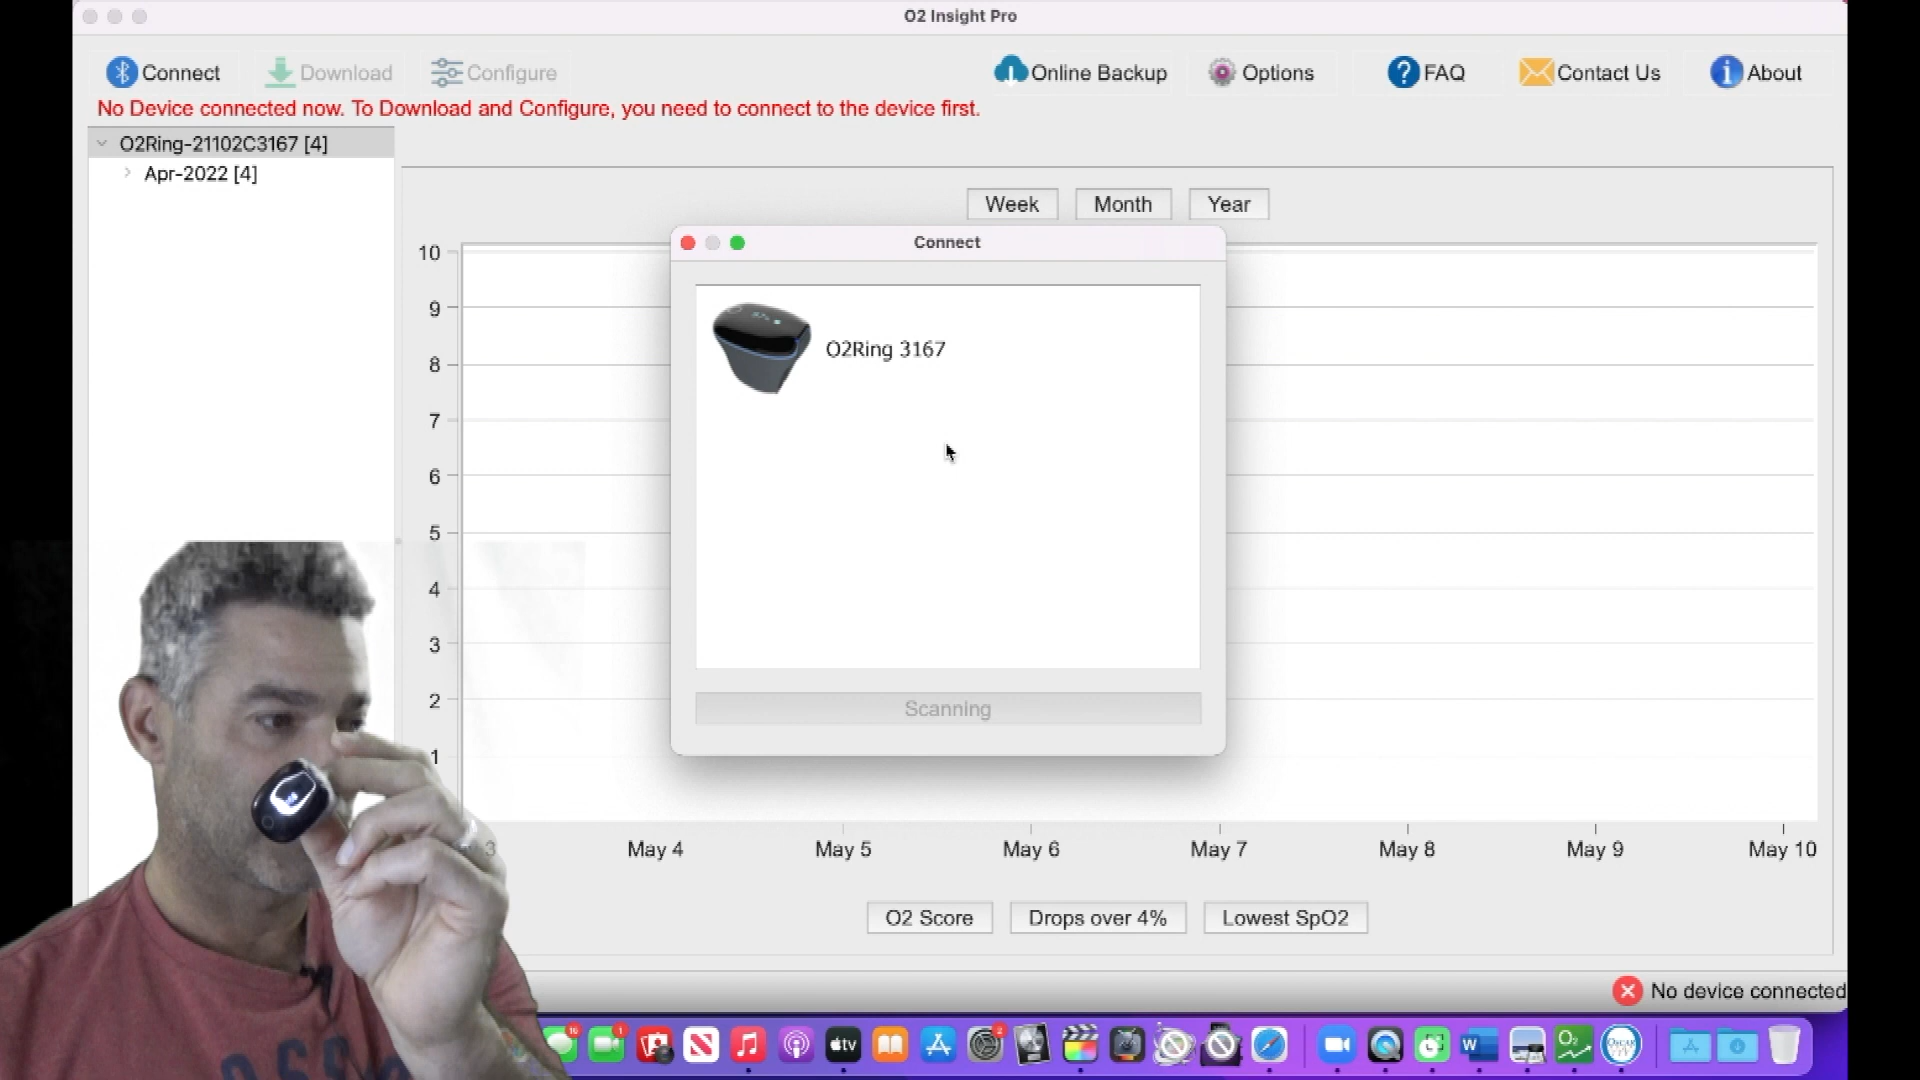 O2 Insight Pro
Connect
Download
Configure
Online Backup
Options
FAQ
Contact Us
About
No Device connected now. To Download and Configure, you need to connect to the device first.
O2Ring-21102C3167 [4]
Apr-2022 [4]
Week
Month
Year
Connect
O2Ring 3167
Scanning
10
9
8
7
6
5
4
3
2
1
3
May 4
May 5
May 6
May 7
May 8
May 9
May 10
O2 Score
Drops over 4%
Lowest SpO2
No device connected
tv
W
O2
OSCAR